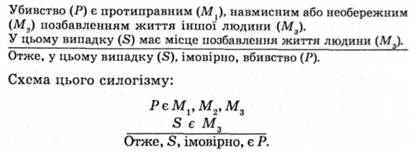 Убивство (P) є протиправним (M₁), навмисним або необережним
(M₂) позбавленням життя іншої людини (M₃).
У цьому випадку (S) має місце позбавлення життя людини (M₃).
Отже, у цьому випадку (S), імовірно, вбивство (P).
Схема цього силогізму:
P є M₁, M₂, M₃
S є M₃
Отже, S, імовірно, є P.